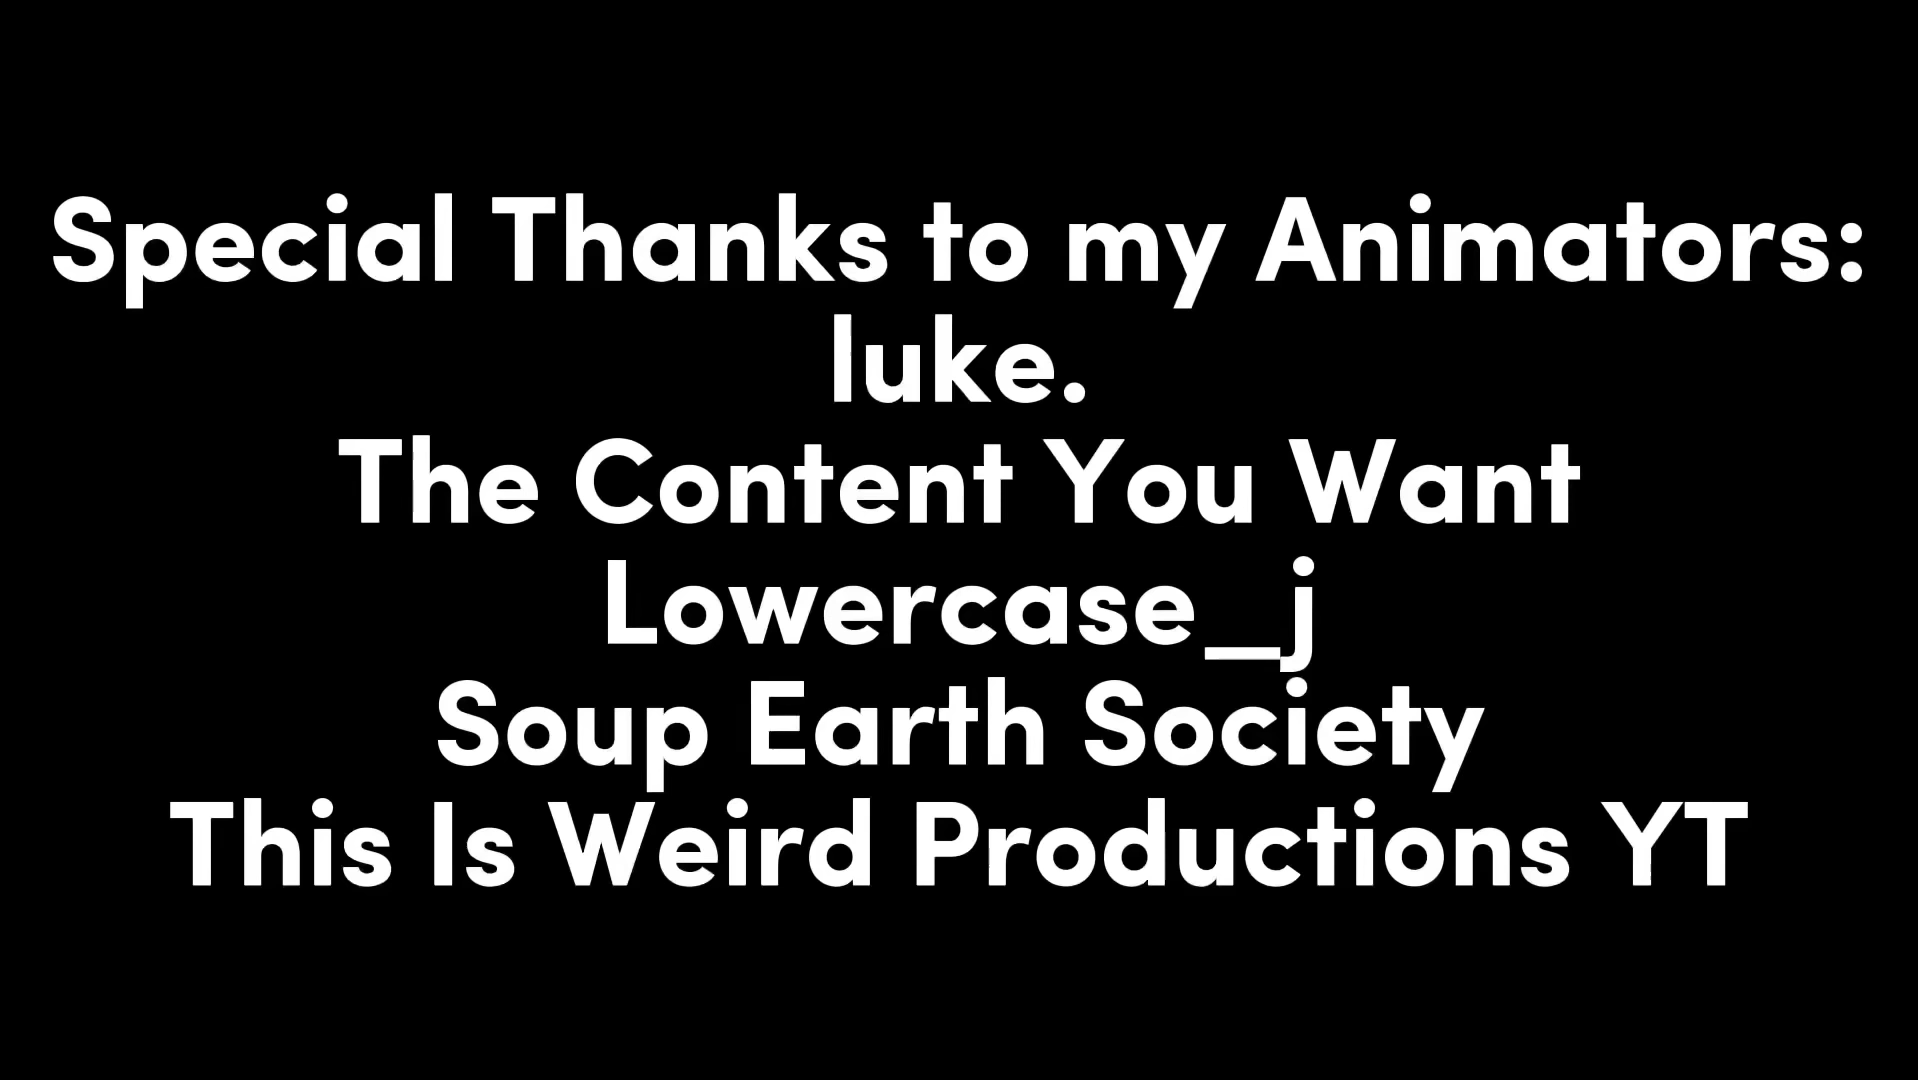 Special Thanks to my Animators:
luke.
The Content You Want
Lowercase_j
Soup Earth Society
This Is Weird Productions YT